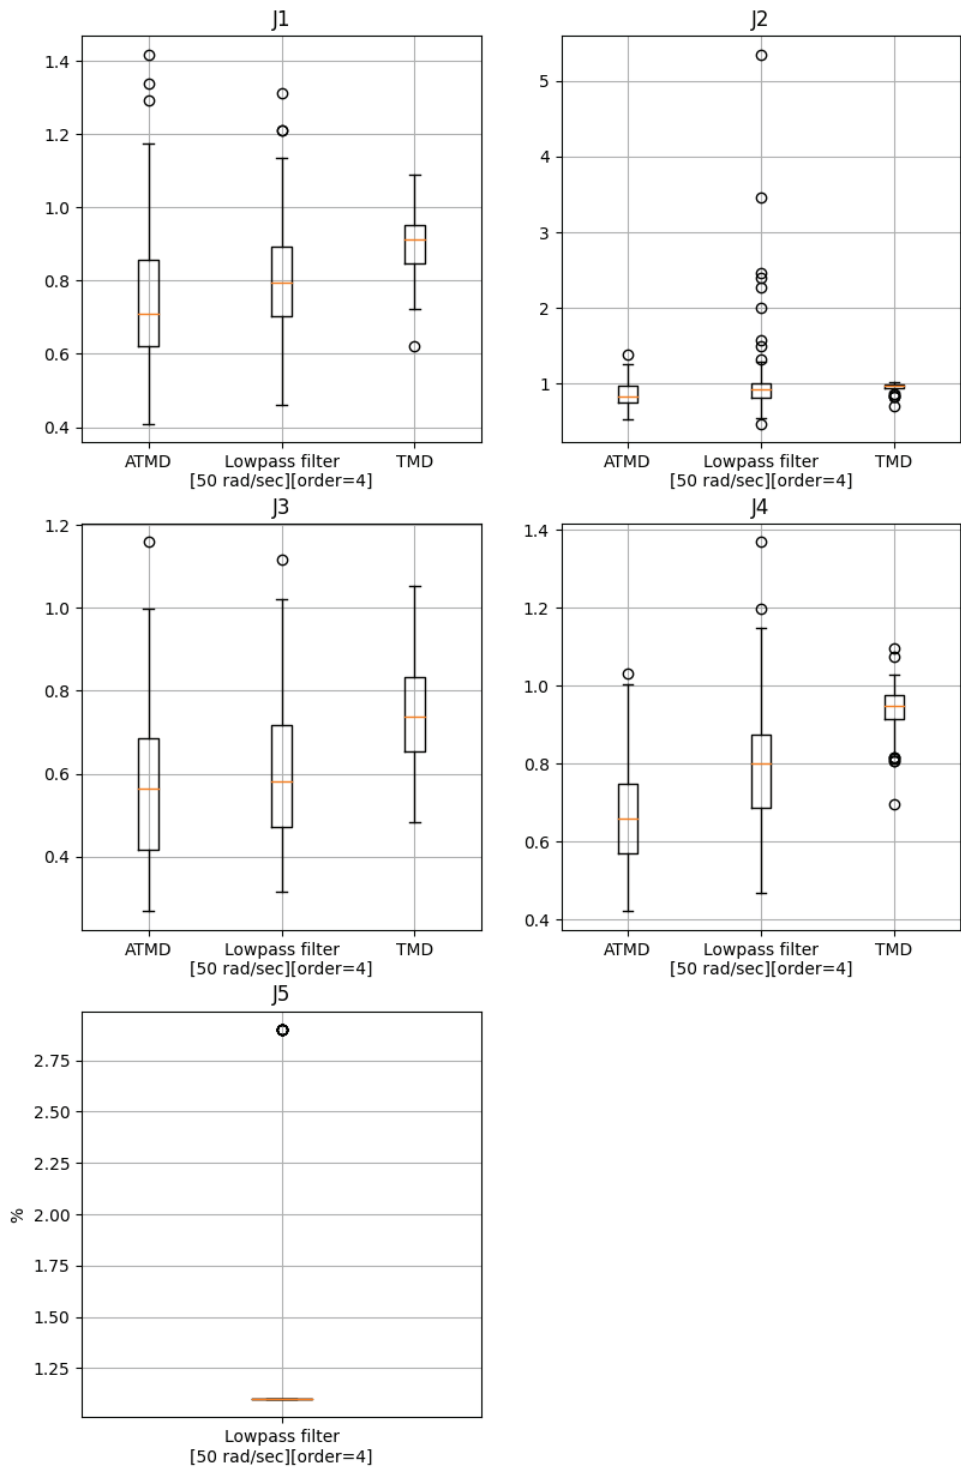 J1
1.4
1.2
1.0
0.8
0.6
0.4
ATMD
Lowpass filter
[50 rad/sec][order=4]
TMD
J2
5
4
3
2
1
ATMD
Lowpass filter
[50 rad/sec][order=4]
TMD
J3
1.2
1.0
0.8
0.6
0.4
ATMD
Lowpass filter
[50 rad/sec][order=4]
TMD
J4
1.4
1.2
1.0
0.8
0.6
0.4
ATMD
Lowpass filter
[50 rad/sec][order=4]
TMD
J5
%
2.75
2.50
2.25
2.00
1.75
1.50
1.25
Lowpass filter
[50 rad/sec][order=4]